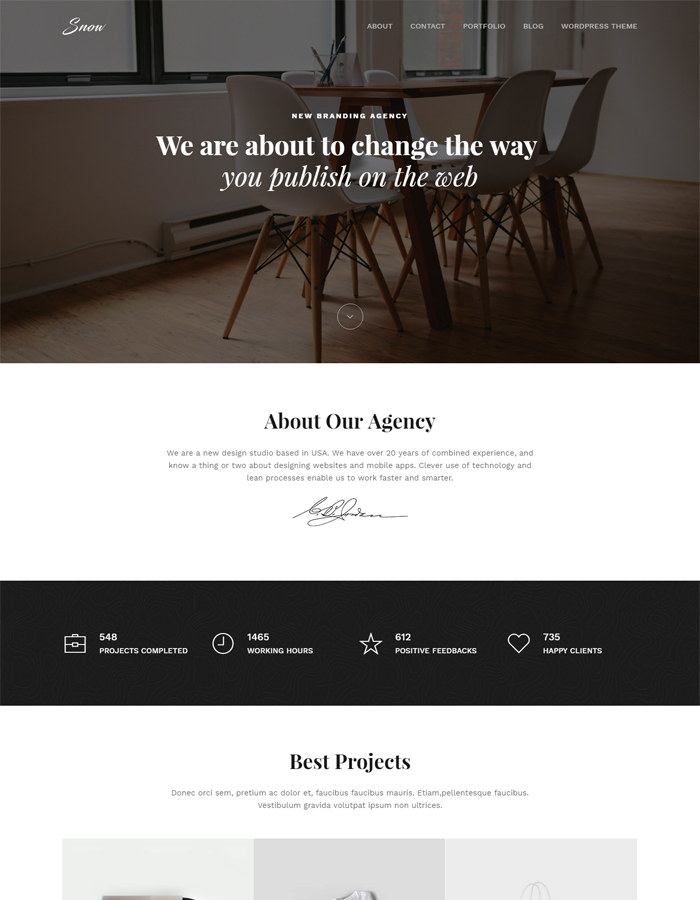 Snow
ABOUT CONTACT PORTFOLIO BLOG WORDPRESS THEME
NEW BRANDING AGENCY
We are about to change the way
you publish on the web
About Our Agency
We are a new design studio based in USA. We have over 20 years of combined experience, and
know a thing or two about designing websites and mobile apps. Clever use of technology and
lean processes enable us to work faster and smarter.
548
PROJECTS COMPLETED
1465
WORKING HOURS
612
POSITIVE FEEDBACKS
735
HAPPY CLIENTS
Best Projects
Donec orci sem, pretium ac dolor et, faucibus faucibus mauris. Etiam,pellentesque faucibus.
Vestibulum gravida volutpat ipsum non ultrices.